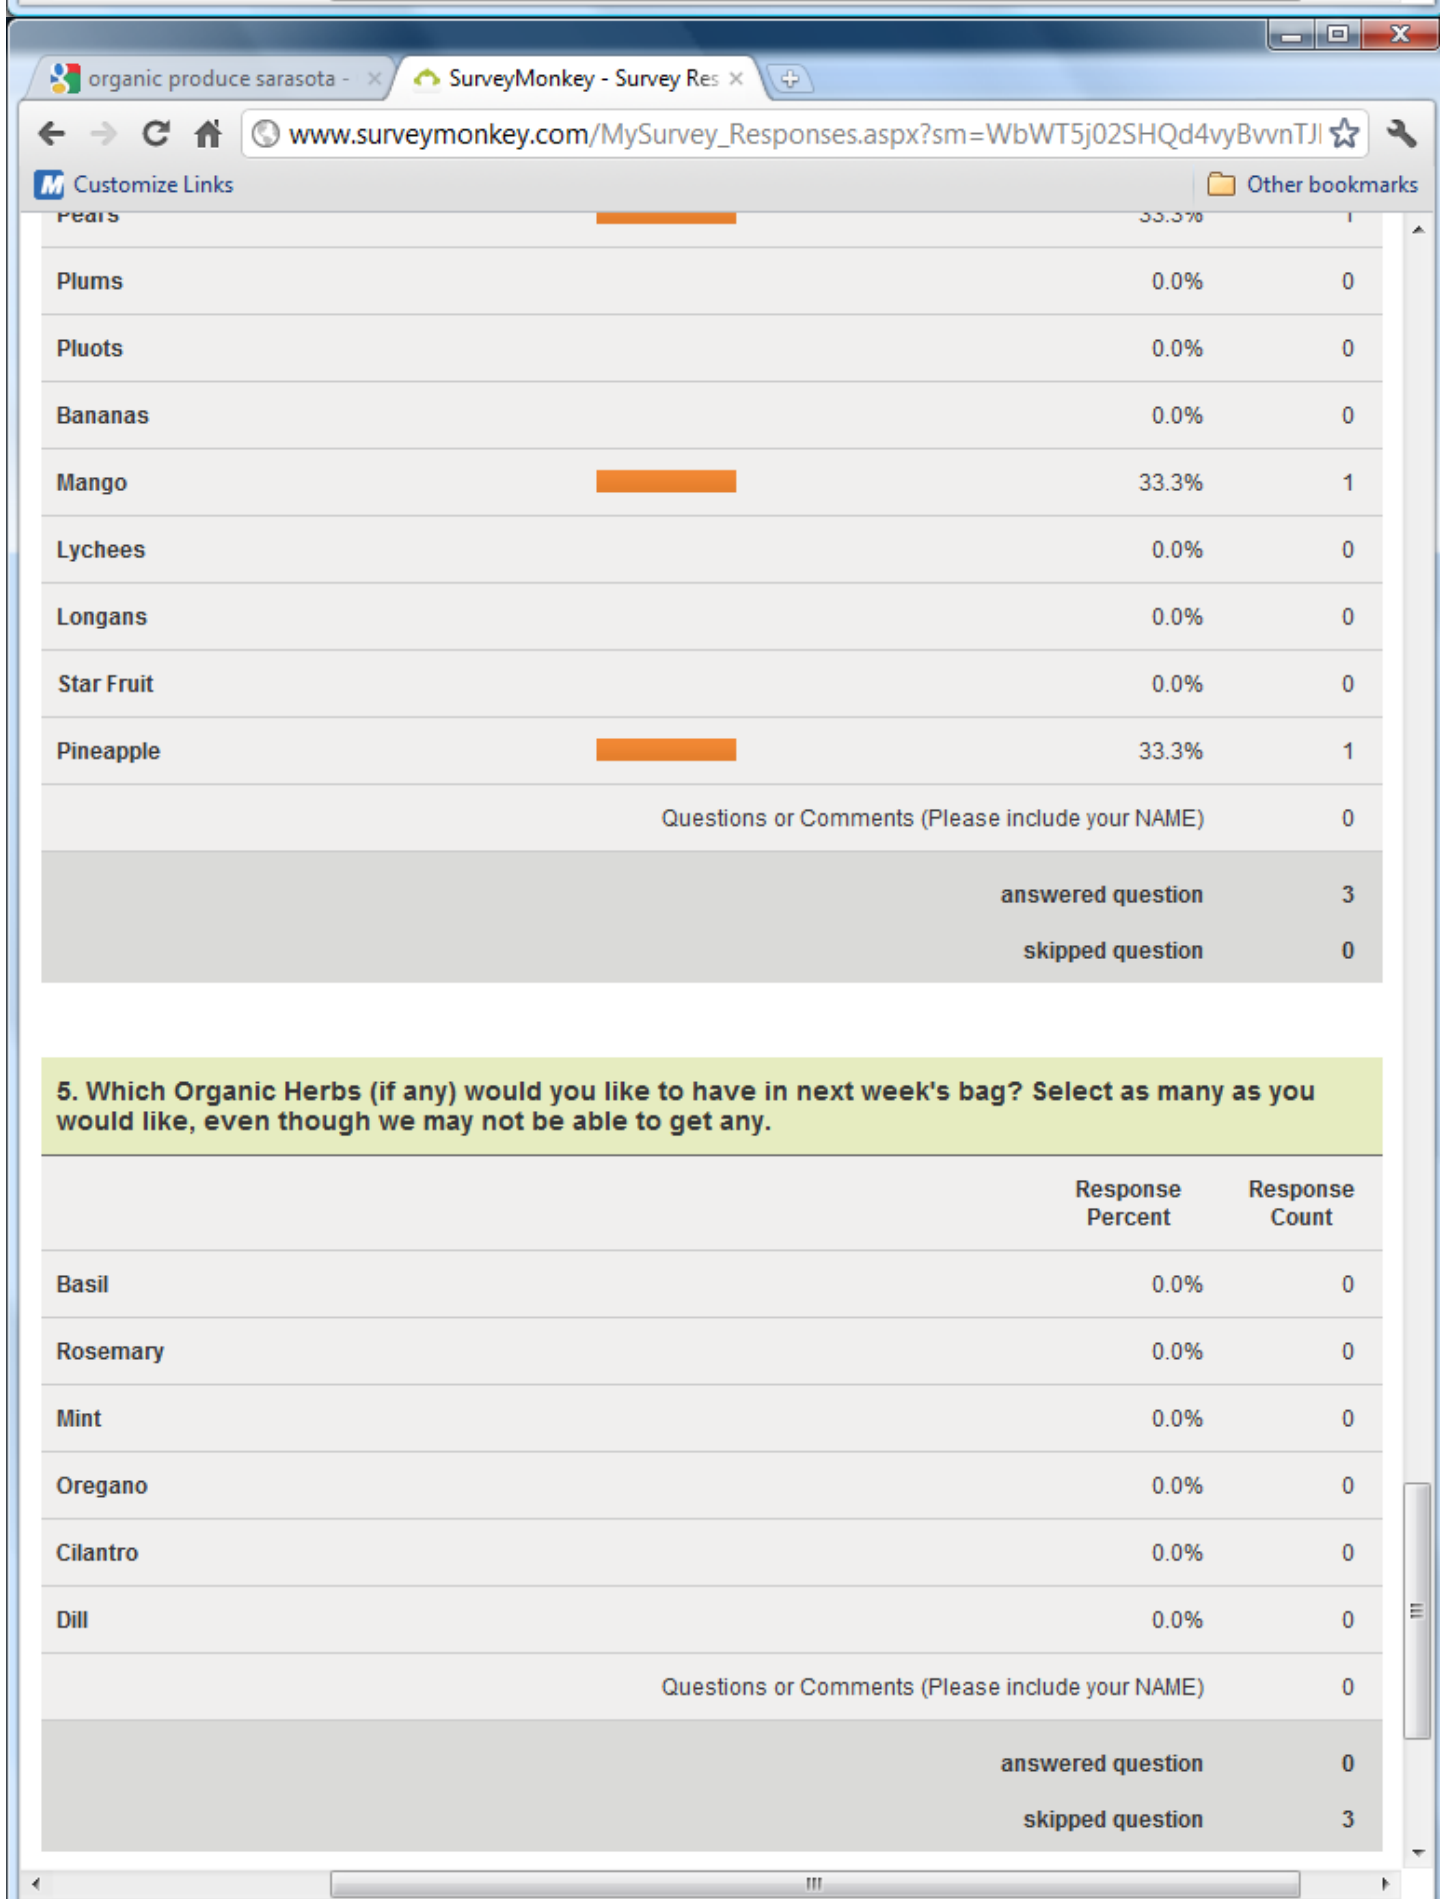 organic produce sarasota -
SurveyMonkey - Survey Res
www.surveymonkey.com/MySurvey_Responses.aspx?sm=WbWT5j02SHQd4vyBvvnTJ
Customize Links Other bookmarks
Pears 33.3% 1
Plums 0.0% 0
Pluots 0.0% 0
Bananas 0.0% 0
Mango 33.3% 1
Lychees 0.0% 0
Longans 0.0% 0
Star Fruit 0.0% 0
Pineapple 33.3% 1
Questions or Comments (Please include your NAME) 0
answered question 3
skipped question 0
5. Which Organic Herbs (if any) would you like to have in next week's bag? Select as many as you
would like, even though we may not be able to get any.
Response Response
Percent Count
Basil 0.0% 0
Rosemary 0.0% 0
Mint 0.0% 0
Oregano 0.0% 0
Cilantro 0.0% 0
Dill 0.0% 0
Questions or Comments (Please include your NAME) 0
answered question 0
skipped question 3